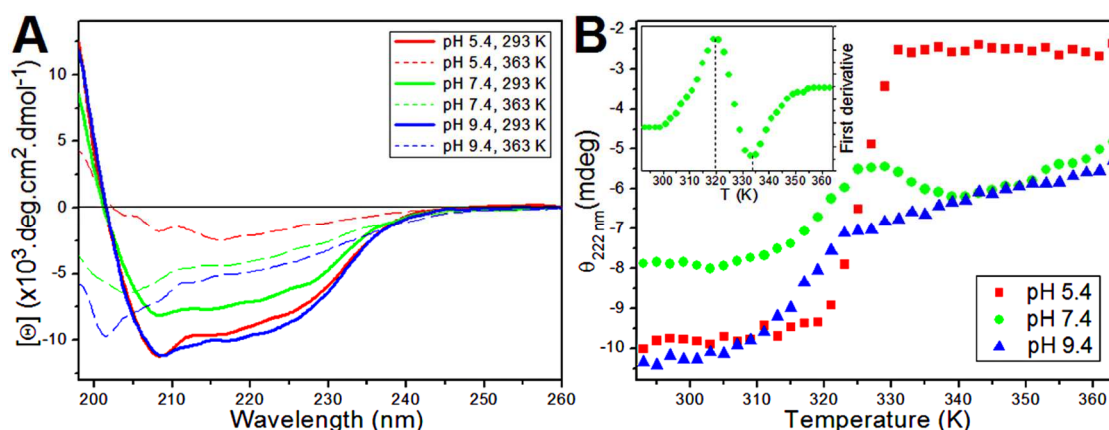 A
pH 5.4, 293 K
pH 5.4, 363 K
pH 7.4, 293 K
pH 7.4, 363 K
pH 9.4, 293 K
pH 9.4, 363 K
10
5
0
-5
-10
[Θ] (x10³.deg.cm².dmol⁻¹)
200 210 220 230 240 250 260
Wavelength (nm)
B
-2
-3
-4
-5
-6
-7
-8
-9
-10
θ222 nm (mdeg)
First derivative
300 310 320 330 340 350 360
T (K)
pH 5.4
pH 7.4
pH 9.4
300 310 320 330 340 350 360
Temperature (K)